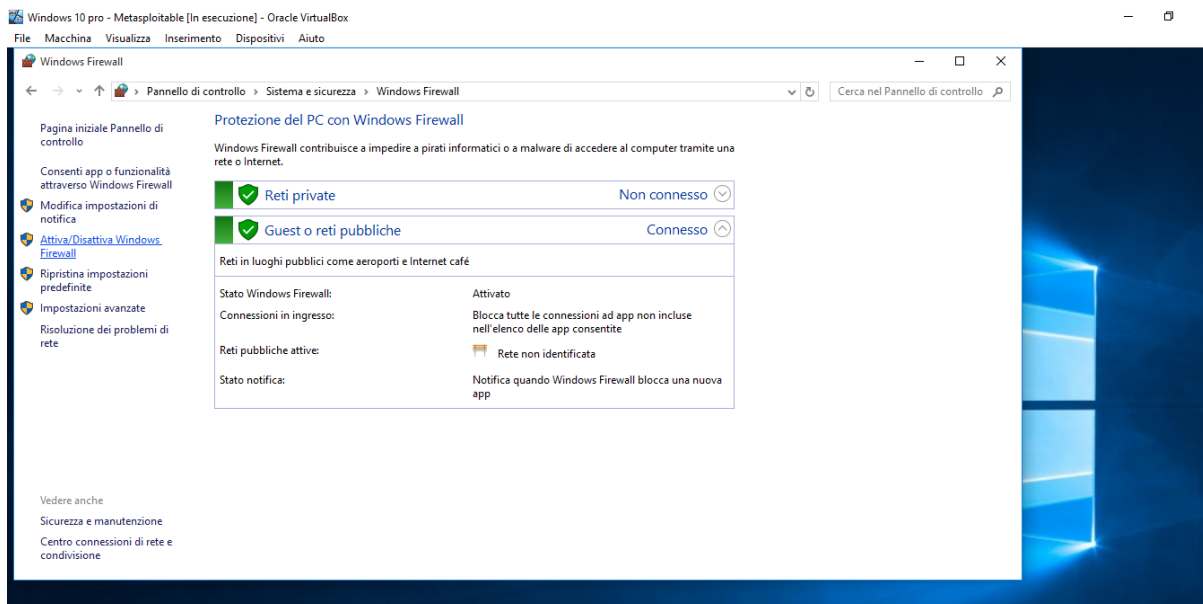 Windows 10 pro - Metasploitable [In esecuzione] - Oracle VirtualBox
File Macchina Visualizza Inserimento Dispositivi Aiuto
Windows Firewall
Pannello di controllo > Sistema e sicurezza > Windows Firewall
Cerca nel Pannello di controllo
Pagina iniziale Pannello di
controllo
Consenti app o funzionalità
attraverso Windows Firewall
Modifica impostazioni di
notifica
Attiva/Disattiva Windows
Firewall
Ripristina impostazioni
predefinite
Impostazioni avanzate
Risoluzione dei problemi di
rete
Vedere anche
Sicurezza e manutenzione
Centro connessioni di rete e
condivisione
Protezione del PC con Windows Firewall
Windows Firewall contribuisce a impedire a pirati informatici o a malware di accedere al computer tramite una
rete o Internet.
Reti private Non connesso
Guest o reti pubbliche Connesso
Reti in luoghi pubblici come aeroporti e Internet café
Stato Windows Firewall: Attivato
Connessioni in ingresso: Blocca tutte le connessioni ad app non incluse
nell'elenco delle app consentite
Reti pubbliche attive: Rete non identificata
Stato notifica: Notifica quando Windows Firewall blocca una nuova
app